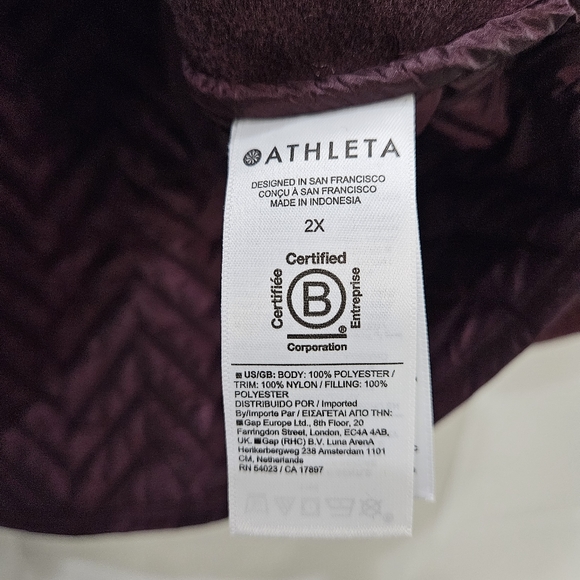 ATHLETA
DESIGNED IN SAN FRANCISCO
CONÇU À SAN FRANCISCO
MADE IN INDONESIA
2X
Certified
Certifiée
B
Entreprise
®
Corporation
US/GB: BODY: 100% POLYESTER /
TRIM: 100% NYLON / FILLING: 100%
POLYESTER
DISTRIBUIDO POR / Imported
By/Importe Par / ΕΙΣΑΓΕΤΑΙ ΑΠΟ ΤΗΝ:
Gap Europe Ltd., 8th Floor, 20
Farringdon Street, London, EC4A 4AB,
UK. Gap (RHC) B.V. Luna ArenA
Herikerbergweg 238 Amsterdam 1101
CM, Netherlands
RN 54023 / CA 17897